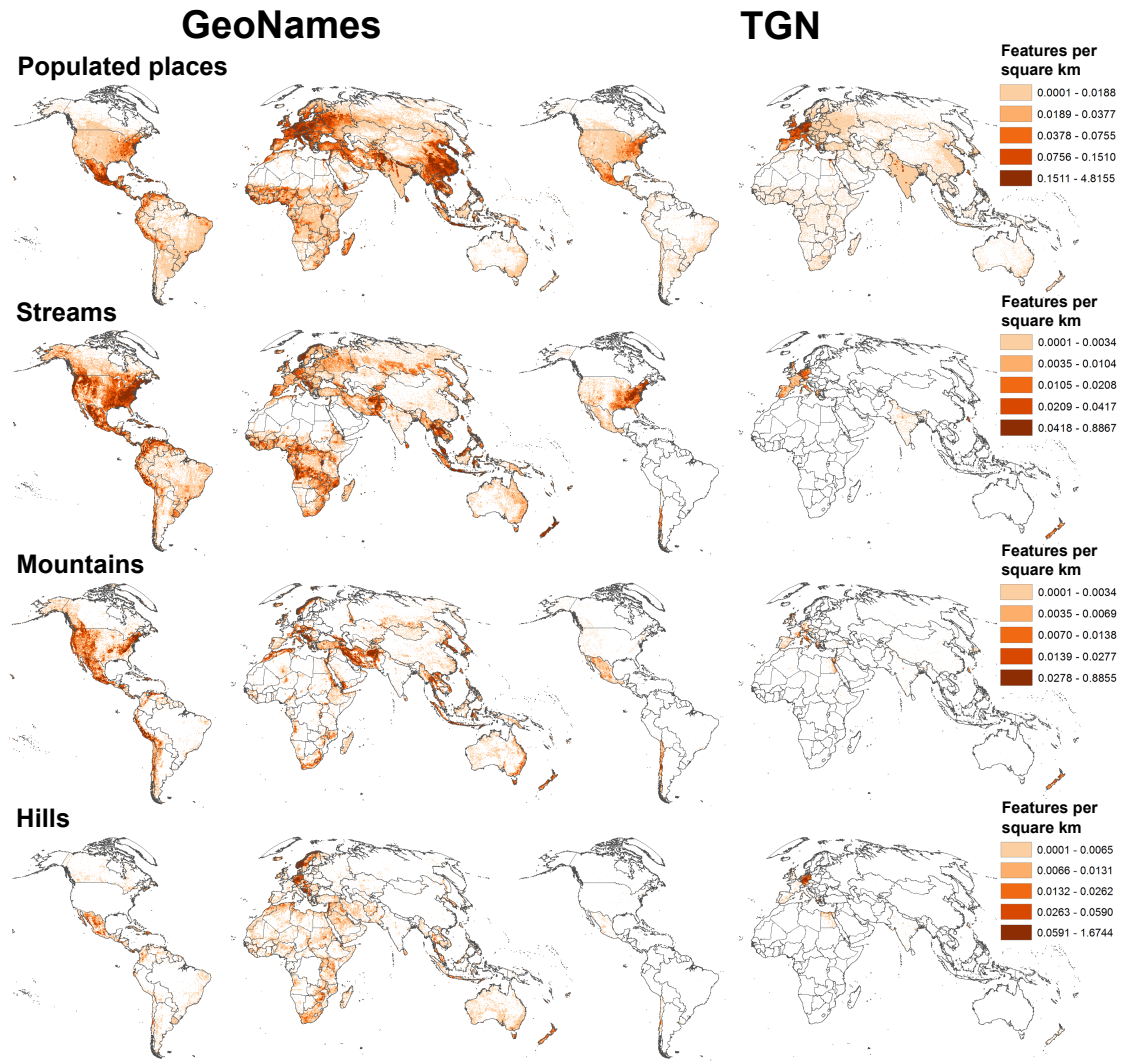 GeoNames
TGN
Populated places
Features per
square km
0.0001 - 0.0188
0.0189 - 0.0377
0.0378 - 0.0755
0.0756 - 0.1510
0.1511 - 4.8155
Streams
Features per
square km
0.0001 - 0.0034
0.0035 - 0.0104
0.0105 - 0.0208
0.0209 - 0.0417
0.0418 - 0.8867
Mountains
Features per
square km
0.0001 - 0.0034
0.0035 - 0.0069
0.0070 - 0.0138
0.0139 - 0.0277
0.0278 - 0.8855
Hills
Features per
square km
0.0001 - 0.0065
0.0066 - 0.0131
0.0132 - 0.0262
0.0263 - 0.0590
0.0591 - 1.6744